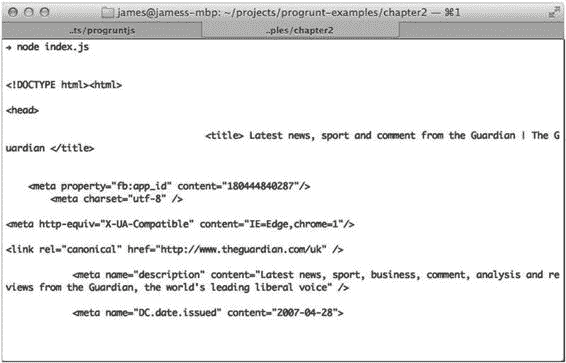 james@jamess-mbp: ~/projects/progrunt-examples/chapter2 — ⌘1
..ts/progruntjs
..ples/chapter2
→ node index.js
<!DOCTYPE html><html>
<head>
<title> Latest news, sport and comment from the Guardian | The G
uardian </title>
<meta property="fb:app_id" content="180444840287"/>
<meta charset="utf-8" />
<meta http-equiv="X-UA-Compatible" content="IE=Edge,chrome=1"/>
<link rel="canonical" href="http://www.theguardian.com/uk" />
<meta name="description" content="Latest news, sport, business, comment, analysis and re
views from the Guardian, the world's leading liberal voice" />
<meta name="DC.date.issued" content="2007-04-28">